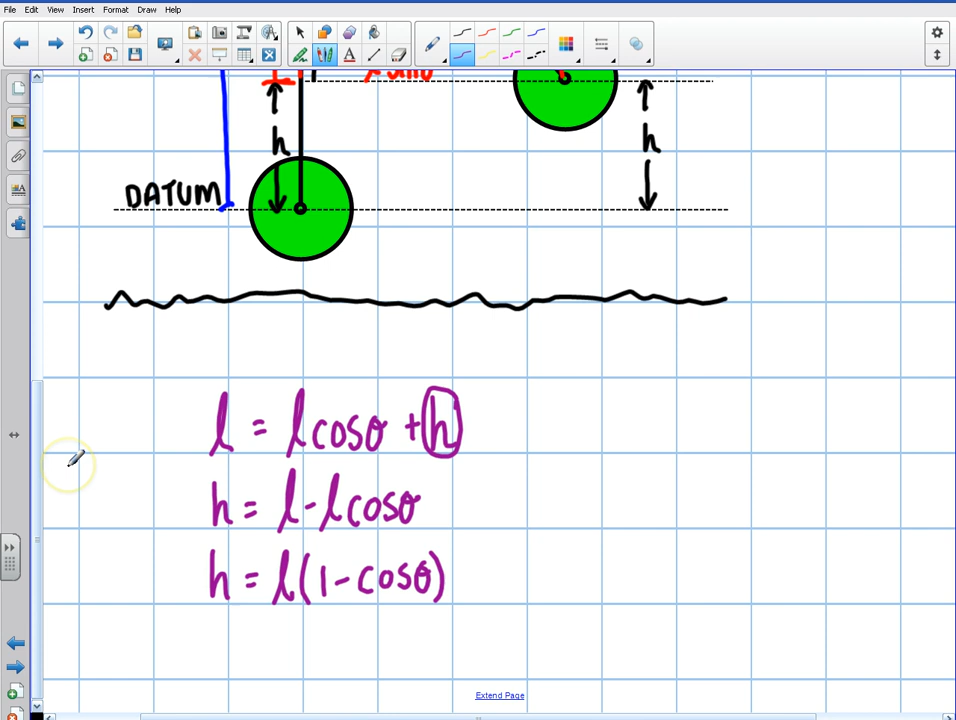 File Edit View Insert Format Draw Help
h
h
DATUM
l = lcosθ + h
h = l - lcosθ
h = l(1 - cosθ)
Extend Page